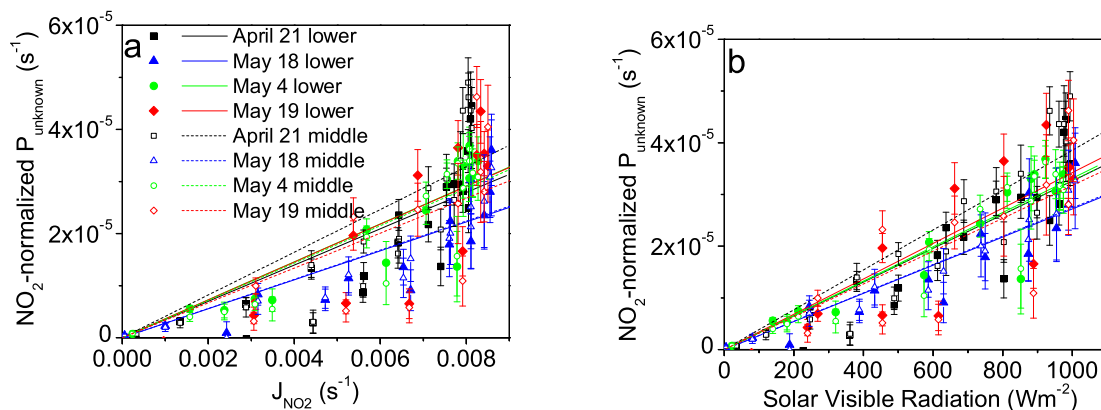 a
NO2-normalized Punknown (s-1)
6x10-5
4x10-5
2x10-5
0
April 21 lower
May 18 lower
May 4 lower
May 19 lower
April 21 middle
May 18 middle
May 4 middle
May 19 middle
0.000 0.002 0.004 0.006 0.008
JNO2 (s-1)
b
NO2-normalized Punknown (s-1)
6x10-5
4x10-5
2x10-5
0
0 200 400 600 800 1000
Solar Visible Radiation (Wm-2)